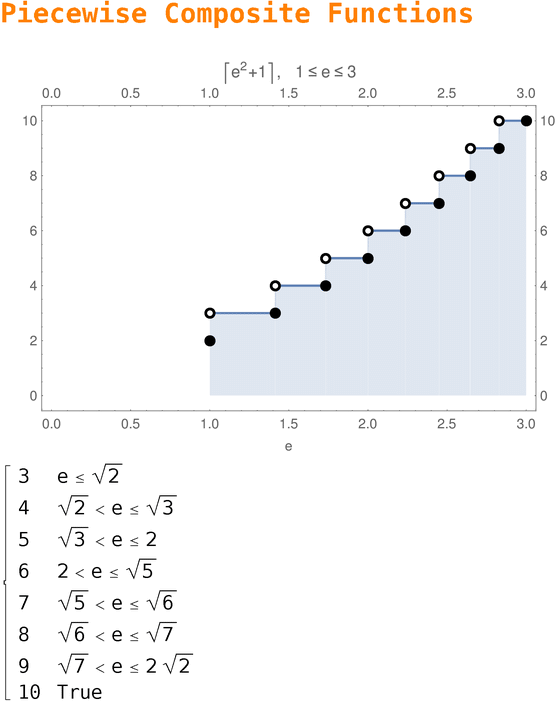 Piecewise Composite Functions
⌈e²+1⌉, 1 ≤ e ≤ 3
0.0 0.5 1.0 1.5 2.0 2.5 3.0
10 10
8 8
6 6
4 4
2 2
0 0
0.0 0.5 1.0 1.5 2.0 2.5 3.0
e
3 e ≤ √2
4 √2 < e ≤ √3
5 √3 < e ≤ 2
6 2 < e ≤ √5
7 √5 < e ≤ √6
8 √6 < e ≤ √7
9 √7 < e ≤ 2 √2
10 True